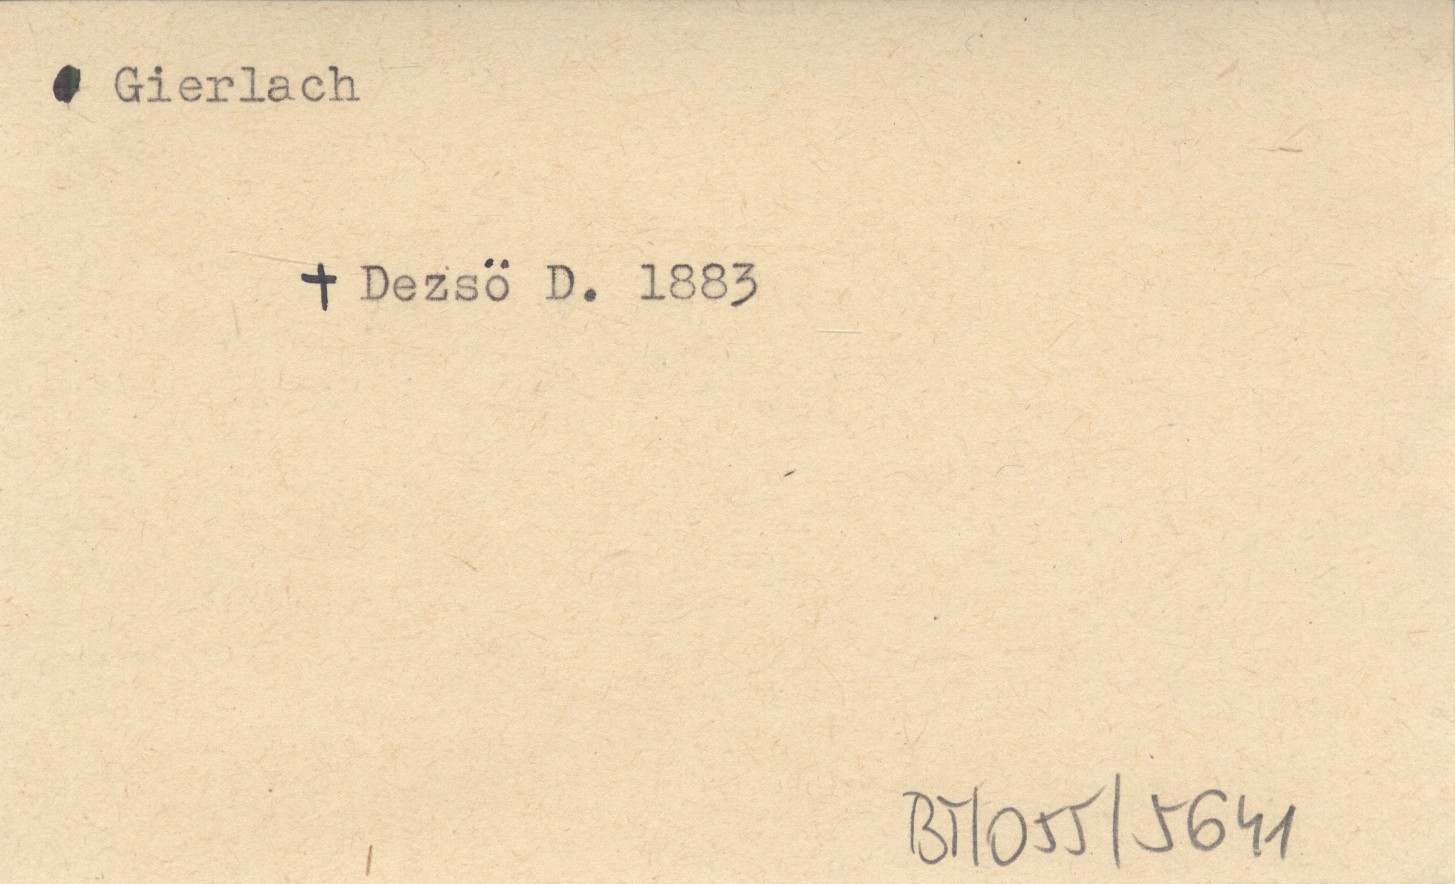 Gierlach
† Dezsö D. 1883
BT/055/5641